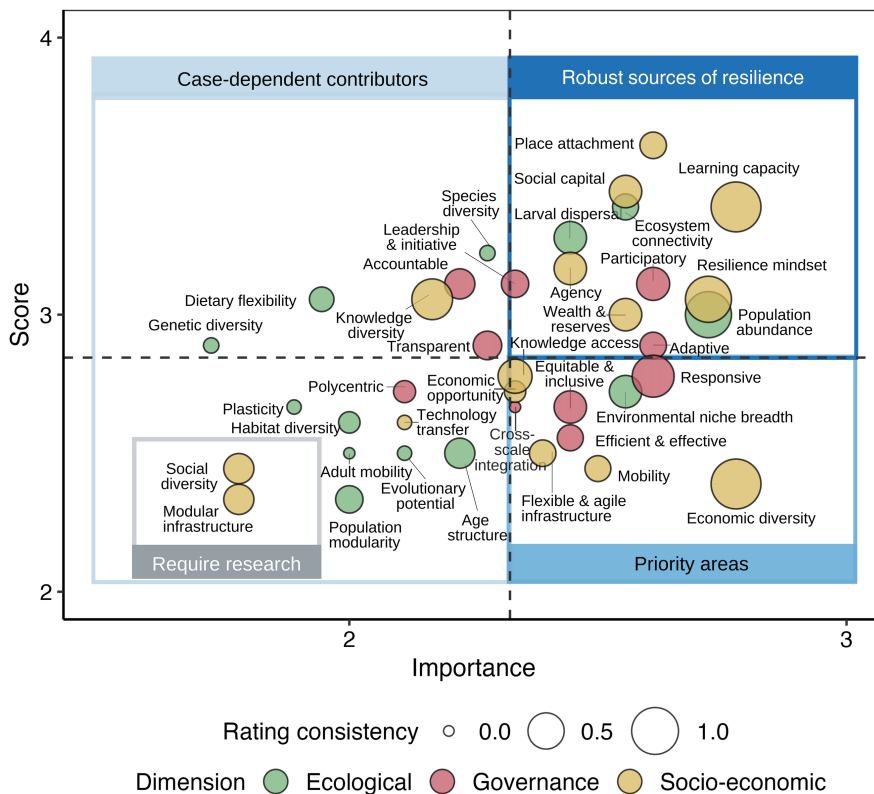 4
Case-dependent contributors
Robust sources of resilience
Place attachment
Learning capacity
Social capital
Species
diversity
Larval dispersal
Leadership
& initiative
Ecosystem
connectivity
Accountable
Participatory
Resilience mindset
Dietary flexibility
Agency
Knowledge
diversity
Wealth &
reserves
Population
abundance
Score
3
Genetic diversity
Transparent
Knowledge access
Adaptive
Polycentric
Economic
opportunity
Equitable &
inclusive
Responsive
Plasticity
Habitat diversity
Technology
transfer
Environmental niche breadth
Cross-
scale
integration
Efficient & effective
Social
diversity
Adult mobility
Mobility
Evolutionary
potential
Flexible & agile
infrastructure
Modular
infrastructure
Population
modularity
Age
structure
Economic diversity
Require research
Priority areas
2
2
3
Importance
Rating consistency
0.0
0.5
1.0
Dimension
Ecological
Governance
Socio-economic